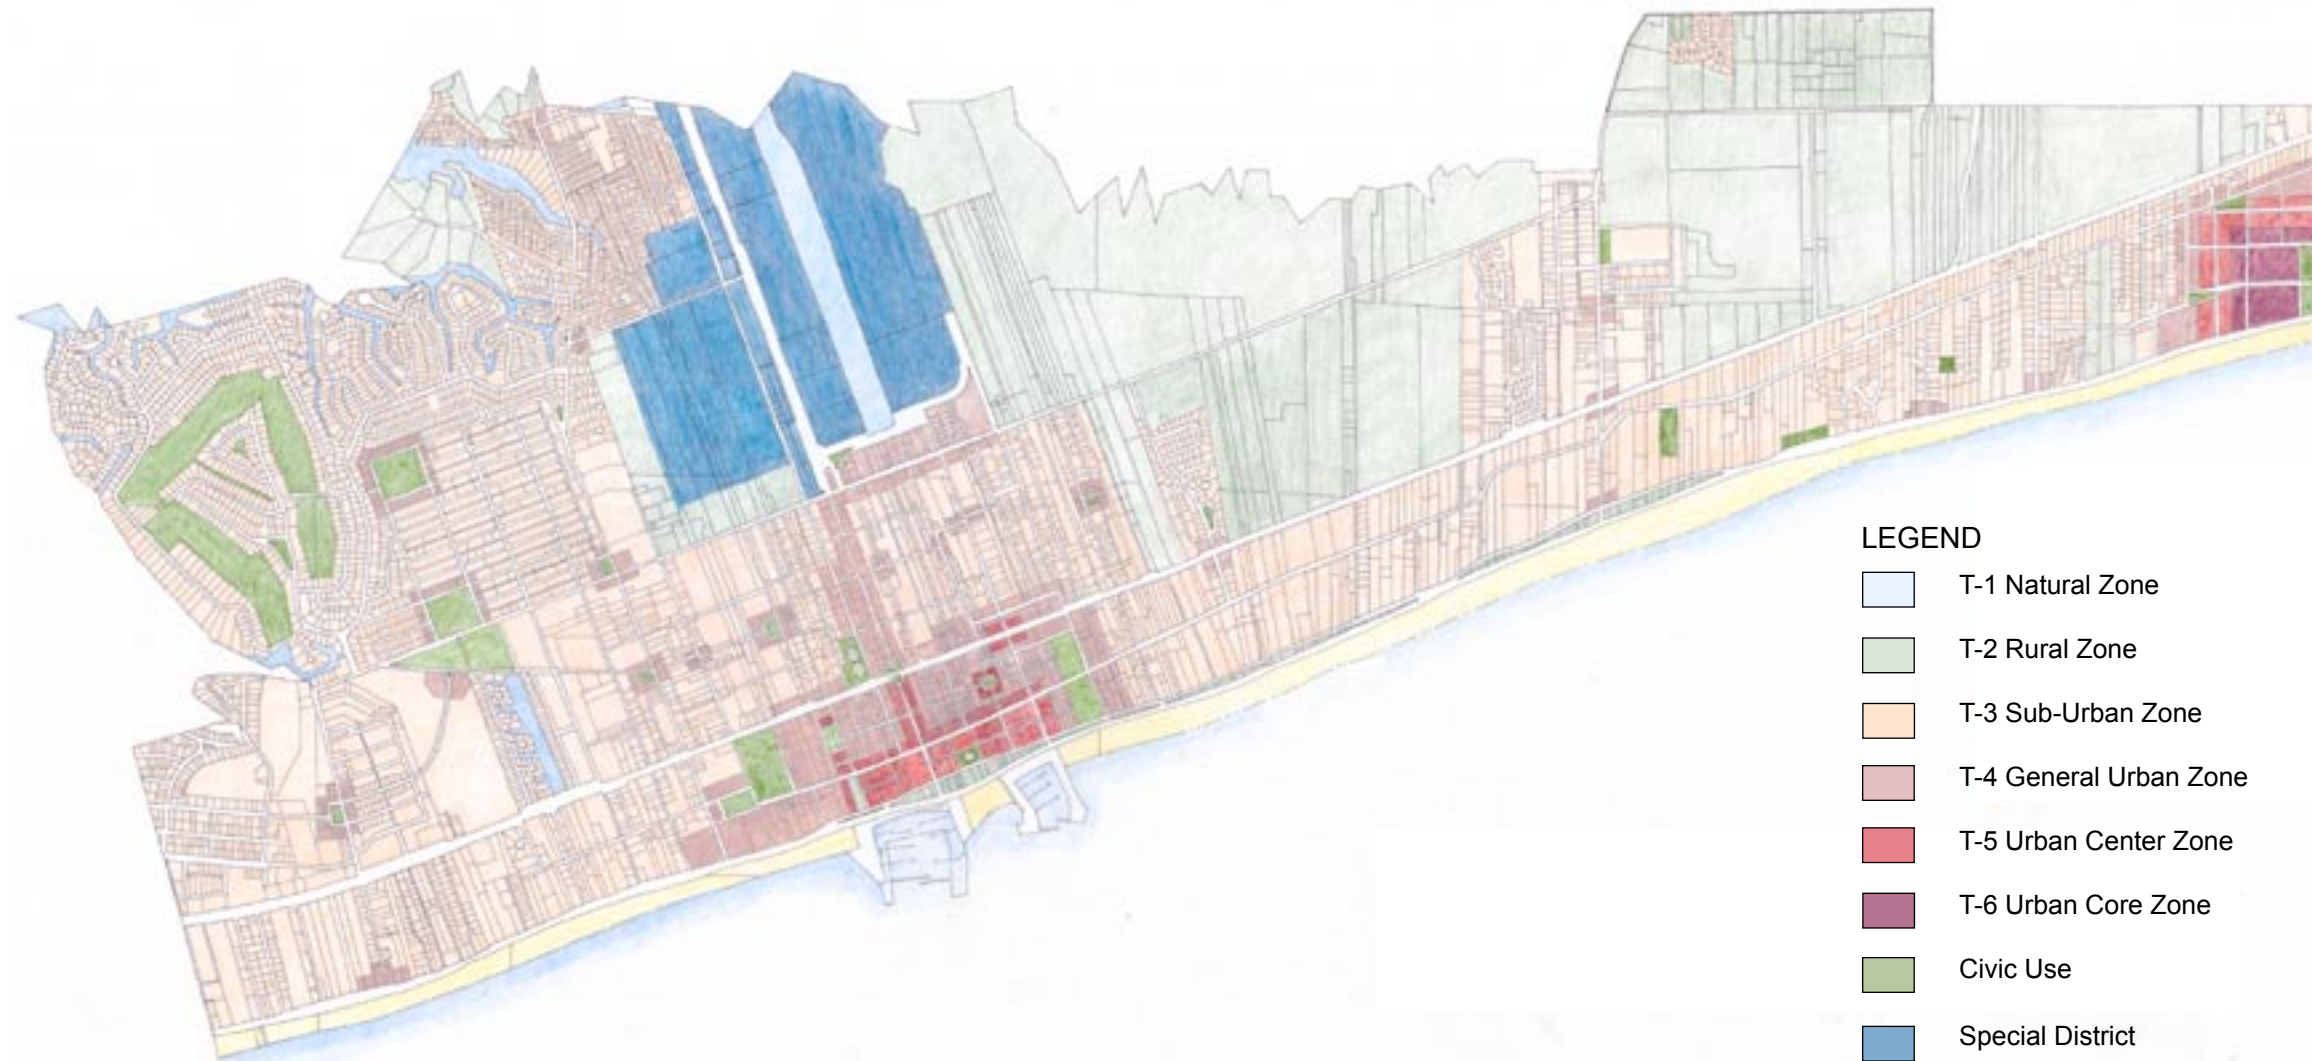 LEGEND
T-1 Natural Zone
T-2 Rural Zone
T-3 Sub-Urban Zone
T-4 General Urban Zone
T-5 Urban Center Zone
T-6 Urban Core Zone
Civic Use
Special District